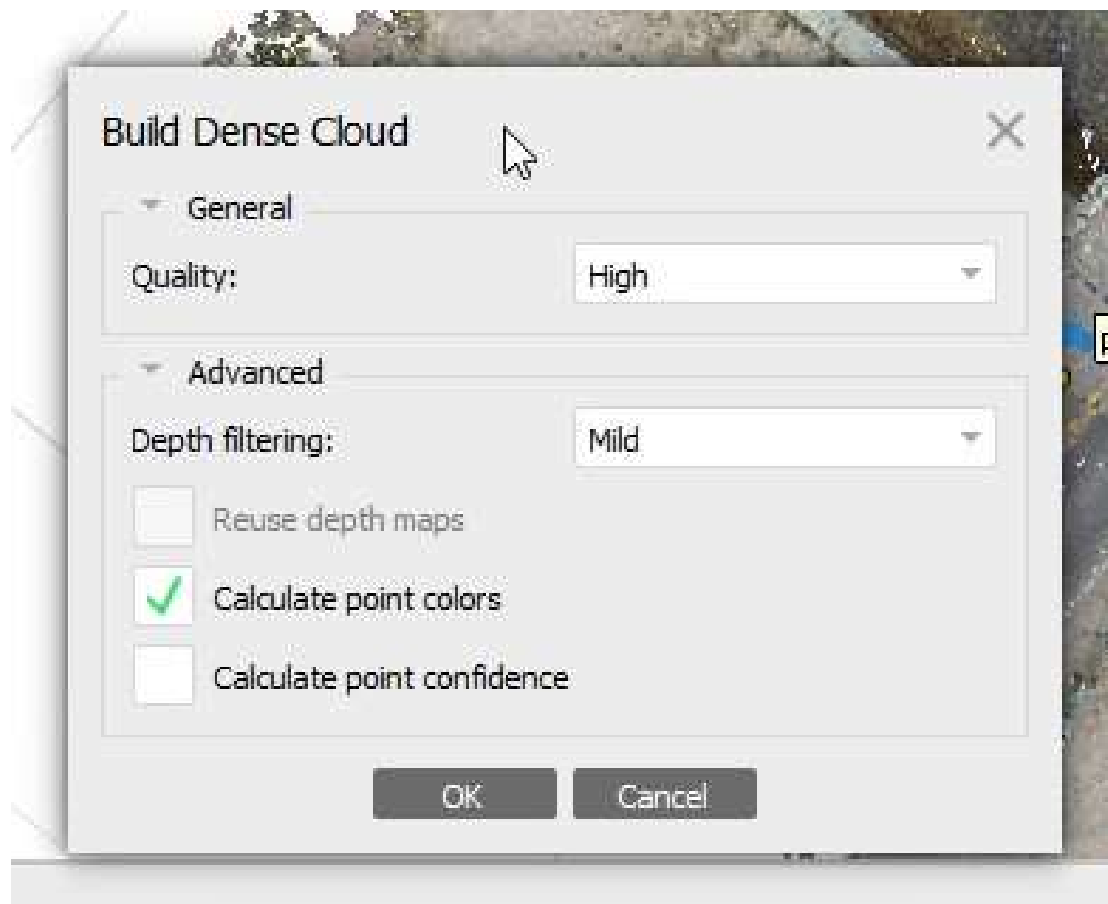 Build Dense Cloud
General
Quality: High
Advanced
Depth filtering: Mild
Reuse depth maps
Calculate point colors
Calculate point confidence
OK Cancel